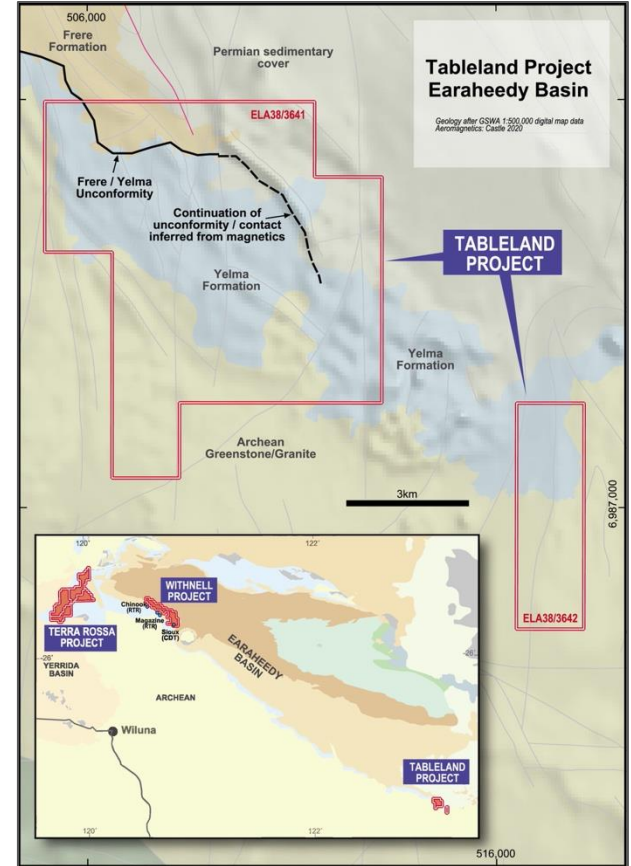 506,000
Frere
Formation
Permian sedimentary
cover
Tableland Project
Earaheedy Basin
Geology after GSWA 1:500,000 digital map data
Aeromagnetics: Castle 2020
ELA38/3641
Frere / Yelma
Unconformity
Continuation of
unconformity / contact
inferred from magnetics
TABLELAND
PROJECT
Yelma
Formation
Yelma
Formation
Archean
Greenstone/Granite
3km
6,987,000
ELA38/3642
120°
122°
WITHNELL
PROJECT
Chinook
(RTR)
Magazine
(RTR)
Sioux
(CDT)
TERRA ROSSA
PROJECT
26°
26°
YERRIDA
BASIN
EARAHEEDY
BASIN
ARCHEAN
Wiluna
TABLELAND
PROJECT
120°
122°
516,000